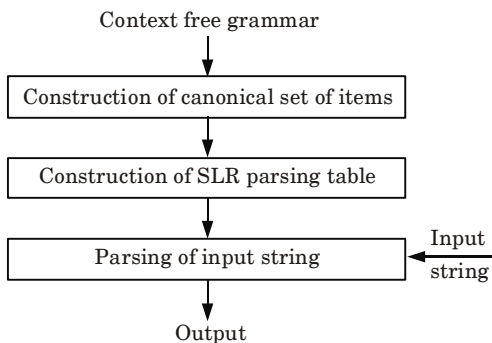 Context free grammar
Construction of canonical set of items
Construction of SLR parsing table
Parsing of input string
Input
string
Output